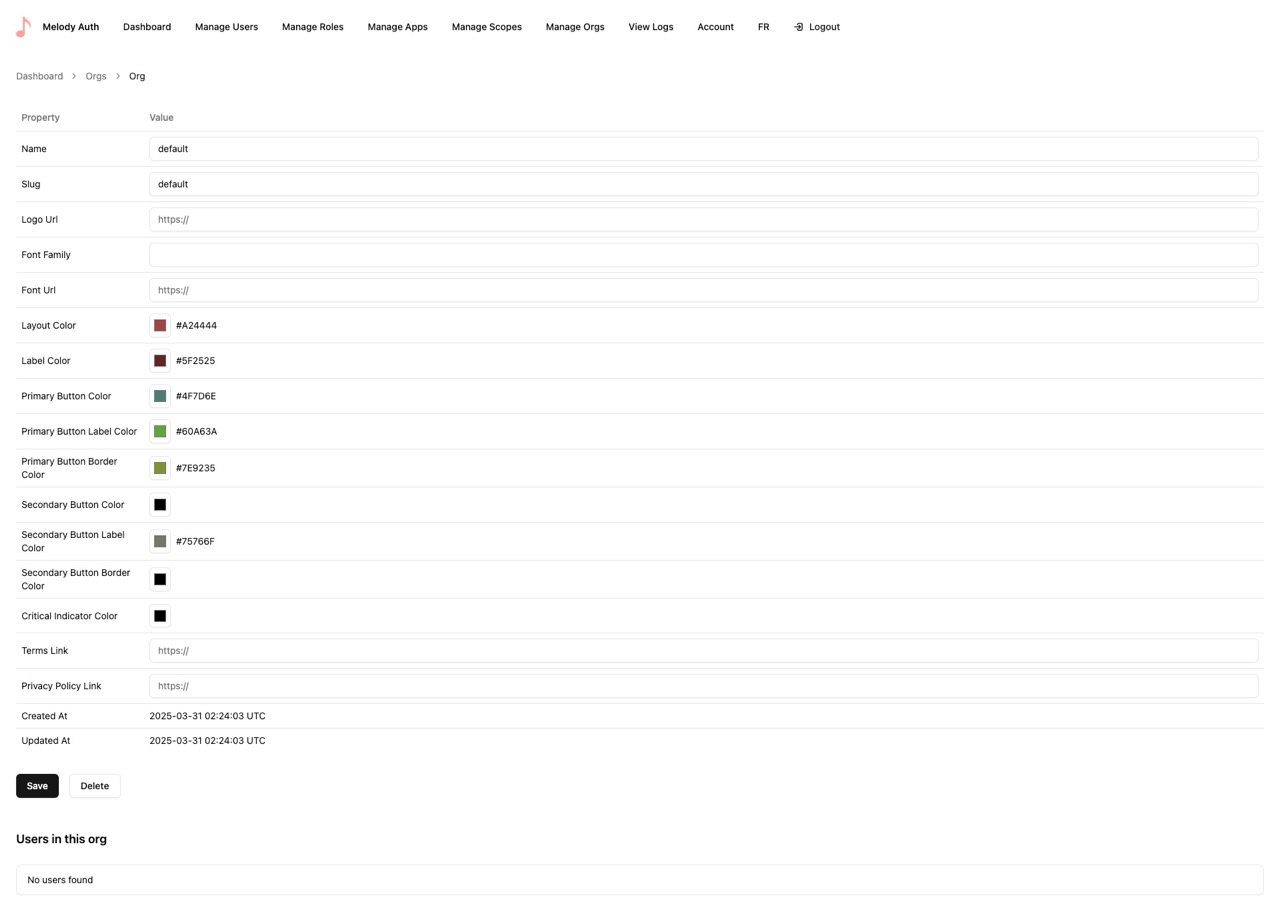 Melody Auth Dashboard Manage Users Manage Roles Manage Apps Manage Scopes Manage Orgs View Logs Account FR Logout
Dashboard Orgs Org
Property Value
Name default
Slug default
Logo Url https://
Font Family
Font Url https://
Layout Color #A24444
Label Color #5F2525
Primary Button Color #4F7D6E
Primary Button Label Color #60A63A
Primary Button Border
Color #7E9235
Secondary Button Color
Secondary Button Label
Color #75766F
Secondary Button Border
Color
Critical Indicator Color
Terms Link https://
Privacy Policy Link https://
Created At 2025-03-31 02:24:03 UTC
Updated At 2025-03-31 02:24:03 UTC
Save Delete
Users in this org
No users found